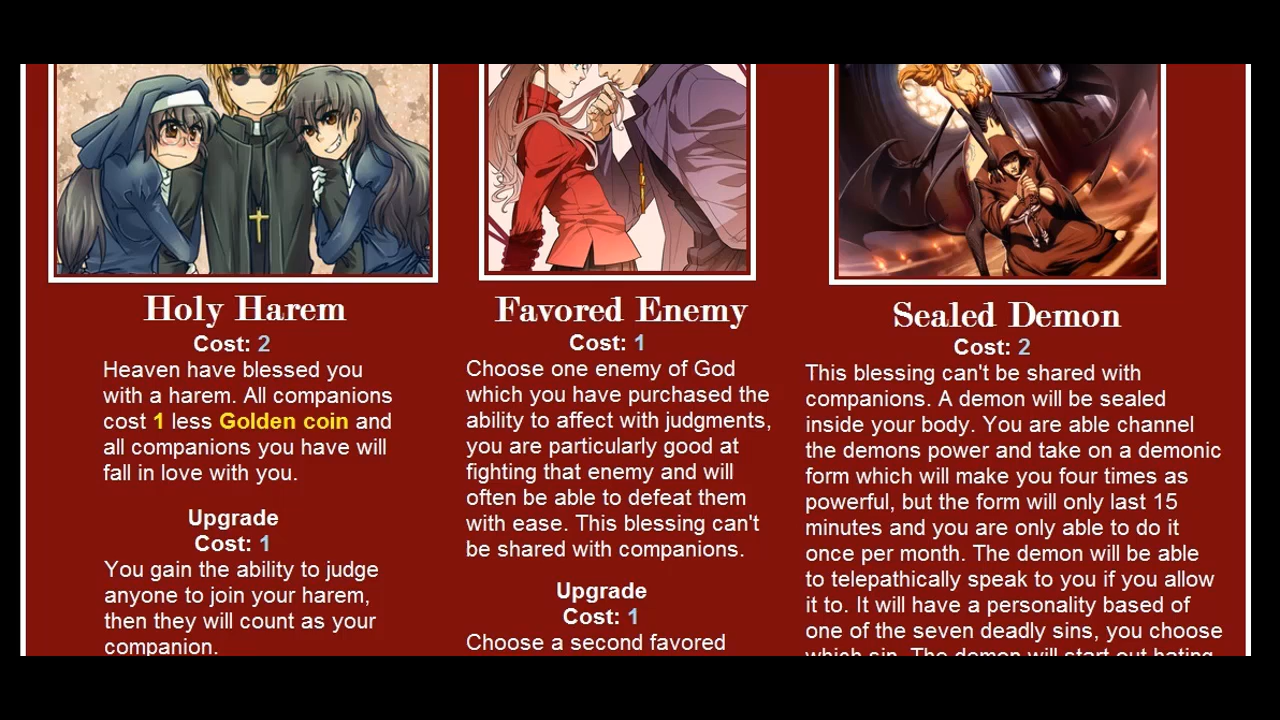 Holy Harem
Cost: 2
Heaven have blessed you
with a harem. All companions
cost 1 less Golden coin and
all companions you have will
fall in love with you.
Upgrade
Cost: 1
You gain the ability to judge
anyone to join your harem,
then they will count as your
companion.
Favored Enemy
Cost: 1
Choose one enemy of God
which you have purchased the
ability to affect with judgments,
you are particularly good at
fighting that enemy and will
often be able to defeat them
with ease. This blessing can't
be shared with companions.
Upgrade
Cost: 1
Choose a second favored
Sealed Demon
Cost: 2
This blessing can't be shared with
companions. A demon will be sealed
inside your body. You are able channel
the demons power and take on a demonic
form which will make you four times as
powerful, but the form will only last 15
minutes and you are only able to do it
once per month. The demon will be able
to telepathically speak to you if you allow
it to. It will have a personality based of
one of the seven deadly sins, you choose
which sin. The demon will start out hating